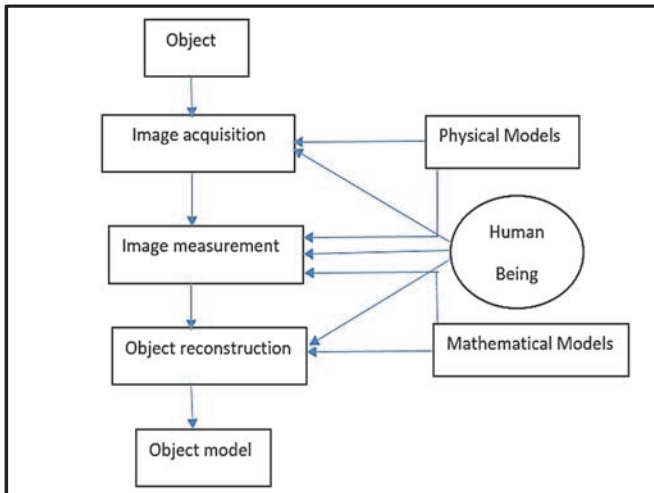 Object
Image acquisition
Physical Models
Image measurement
Human
Being
Object reconstruction
Mathematical Models
Object model